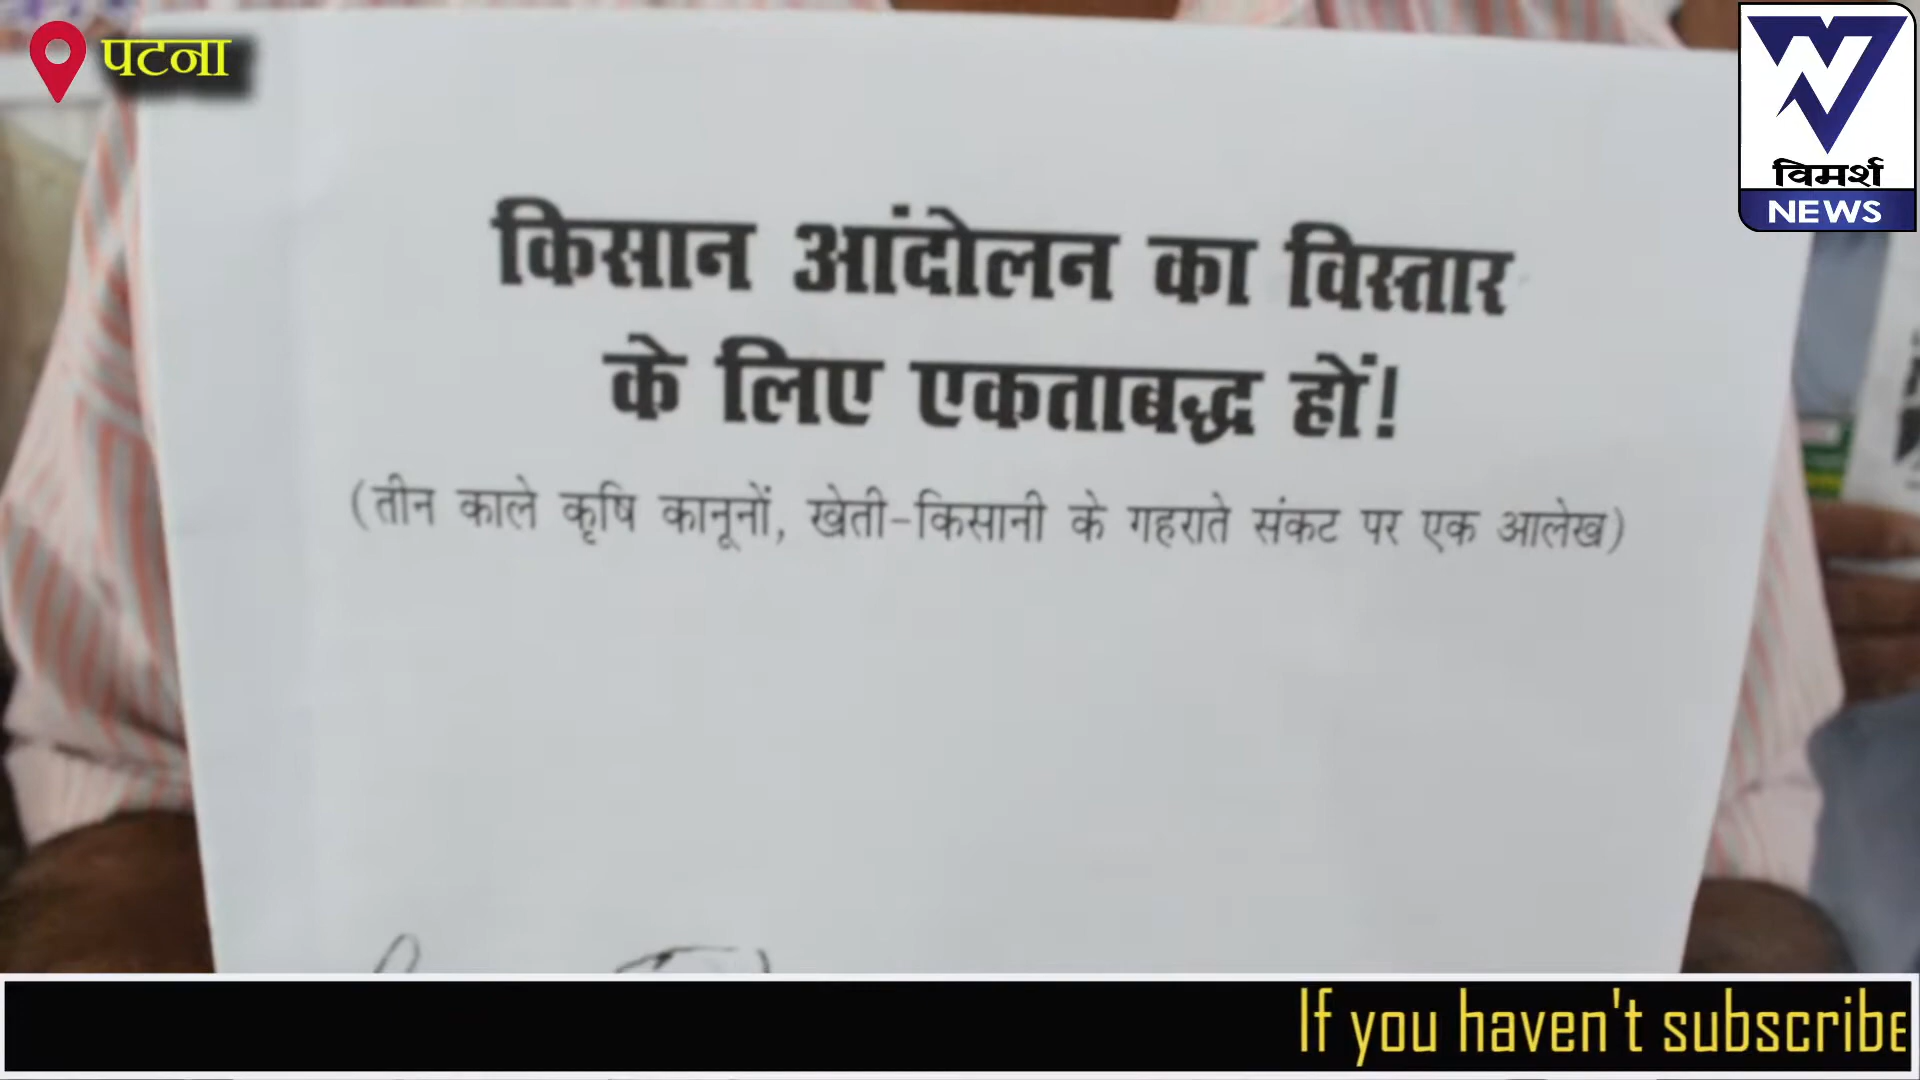 पटना
विमर्श
NEWS
किसान आंदोलन का विस्तार
के लिए एकताबद्ध हों!
(तीन काले कृषि कानूनों, खेती-किसानी के गहराते संकट पर एक आलेख)
If you haven't subscribe